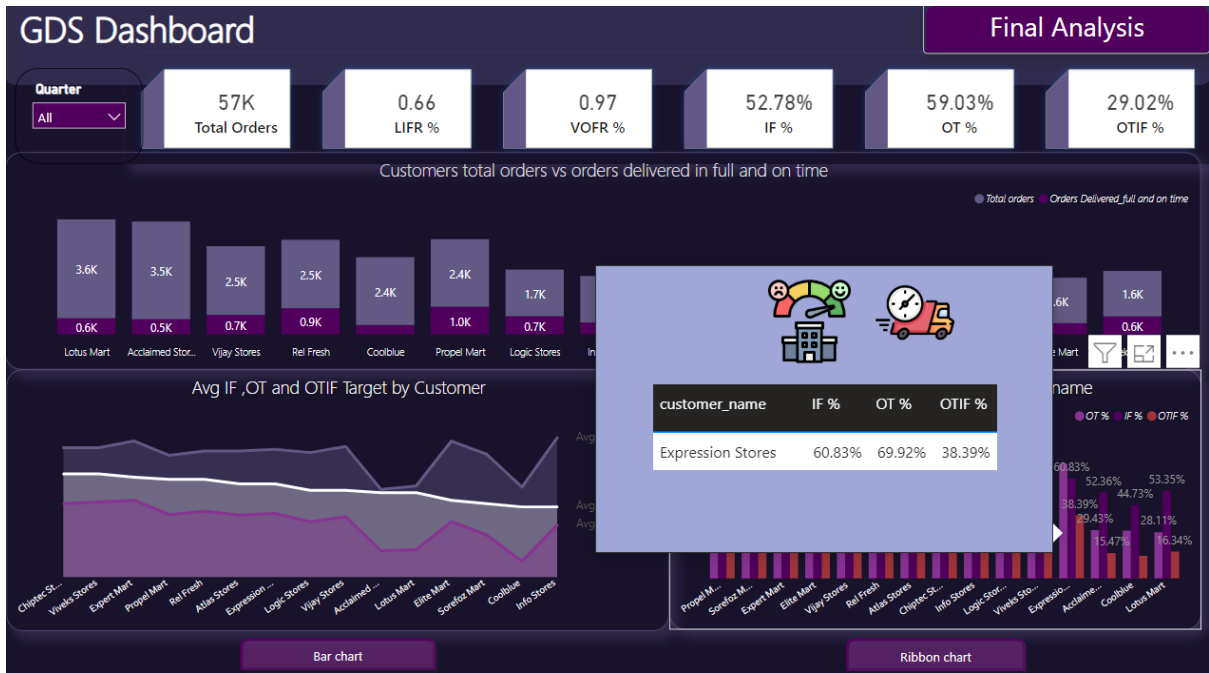 GDS Dashboard
Final Analysis
Quarter
All
57K
Total Orders
0.66
LIFR %
0.97
VOFR %
52.78%
IF %
59.03%
OT %
29.02%
OTIF %
Customers total orders vs orders delivered in full and on time
Total orders Orders Delivered_full and on time
3.6K 3.5K 2.5K 2.5K 2.4K 2.4K 1.7K .6K 1.6K
0.6K 0.5K 0.7K 0.9K 1.0K 0.7K 0.6K
Lotus Mart Acclaimed Stor... Vijay Stores Rel Fresh Coolblue Propel Mart Logic Stores In Mart
Avg IF ,OT and OTIF Target by Customer
Avg
Avg
Avg
Chiptec St... Viveks Stores Expert Mart Propel Mart Rel Fresh Atlas Stores Expression ... Logic Stores Vijay Stores Acclaimed ... Lotus Mart Elite Mart Sorefoz Mart Coolblue Info Stores
customer_name IF % OT % OTIF %
Expression Stores 60.83% 69.92% 38.39%
name
OT % IF % OTIF %
60.83%
52.36% 53.35%
44.73%
38.39%
29.43% 28.11%
15.47% 16.34%
Propel M... Sorefoz M... Expert Mart Elite Mart Vijay Stores Rel Fresh Atlas Stores Chiptec St... Info Stores Logic Stor... Viveks Sto... Expressio... Acclaime... Coolblue Lotus Mart
Bar chart
Ribbon chart